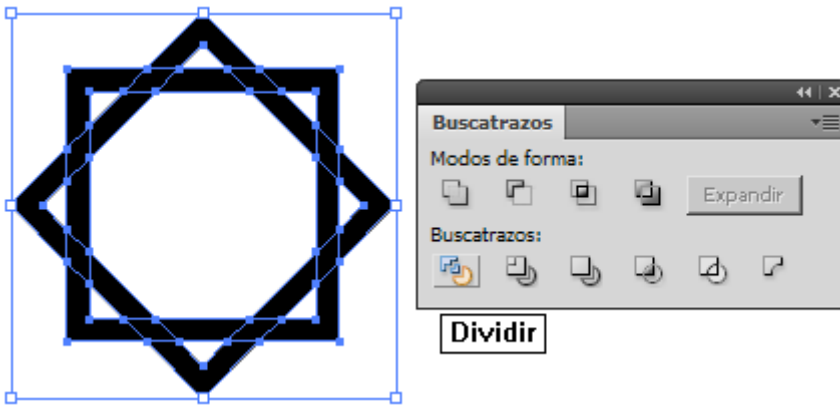 Buscatrazos
Modos de forma:
Expandir
Buscatrazos:
Dividir